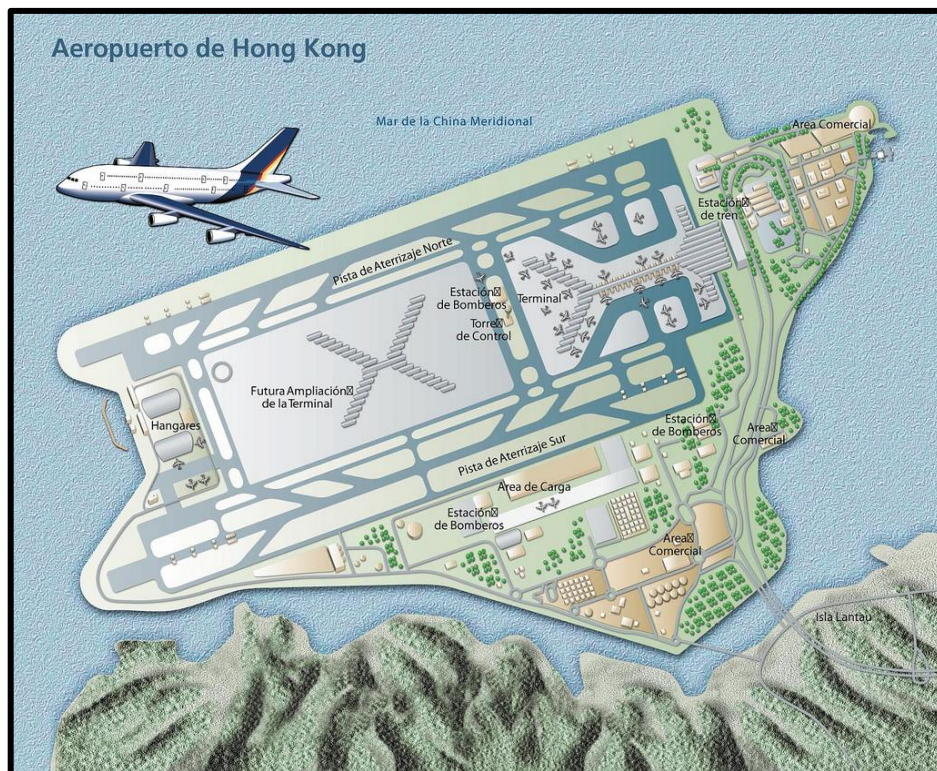 Aeropuerto de Hong Kong
Mar de la China Meridional
Area Comercial
Estación
de tren
Pista de Aterrizaje Norte
Estación
de Bomberos
Terminal
Torre
de Control
Futura Ampliación
de la Terminal
Hangares
Estación
de Bomberos
Area
Comercial
Pista de Aterrizaje Sur
Area de Carga
Estación
de Bomberos
Area
Comercial
Isla Lantau